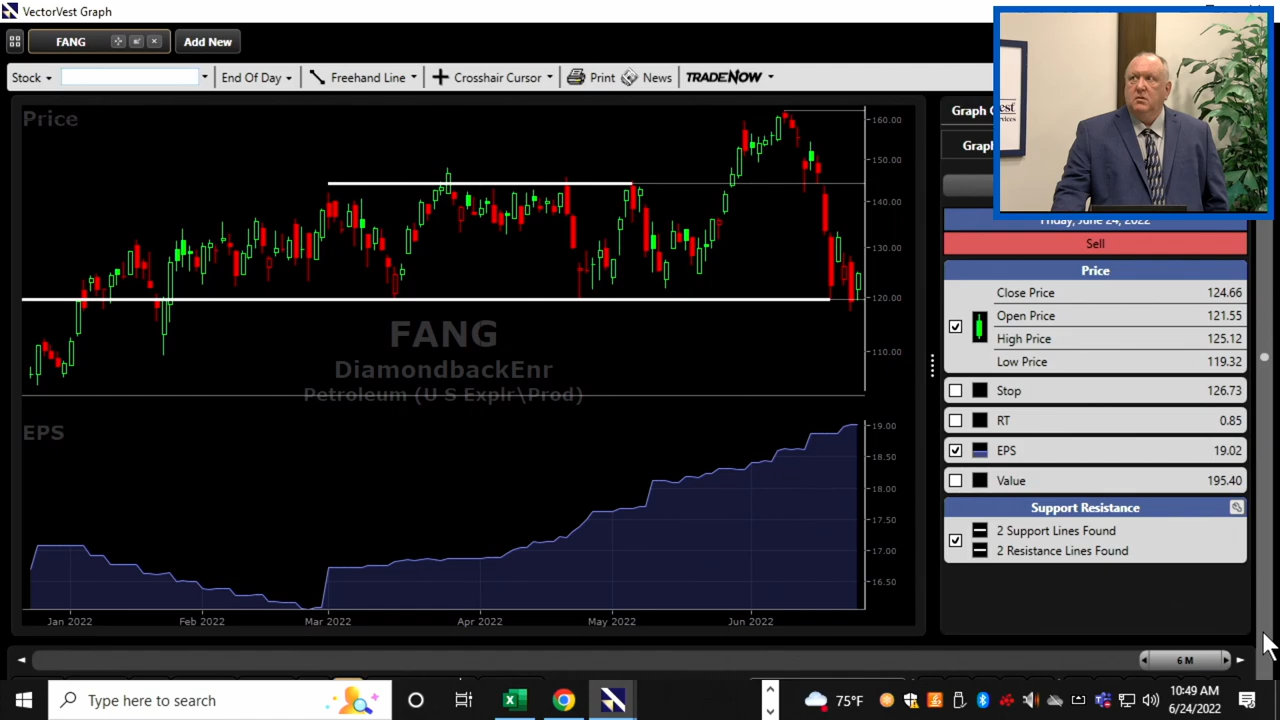 VectorVest Graph
FANG
Add New
Stock
End Of Day
Freehand Line
Crosshair Cursor
Print
News
TRADENOW
Price
160.00
150.00
140.00
130.00
120.00
110.00
FANG
DiamondbackEnr
Petroleum (U S Explr\Prod)
EPS
19.00
18.50
18.00
17.50
17.00
16.50
Jan 2022
Feb 2022
Mar 2022
Apr 2022
May 2022
Jun 2022
Graph
Friday, June 24, 2022
Sell
Price
Close Price 124.66
Open Price 121.55
High Price 125.12
Low Price 119.32
Stop 126.73
RT 0.85
EPS 19.02
Value 195.40
Support Resistance
2 Support Lines Found
2 Resistance Lines Found
6 M
Type here to search
75°F
10:49 AM
6/24/2022